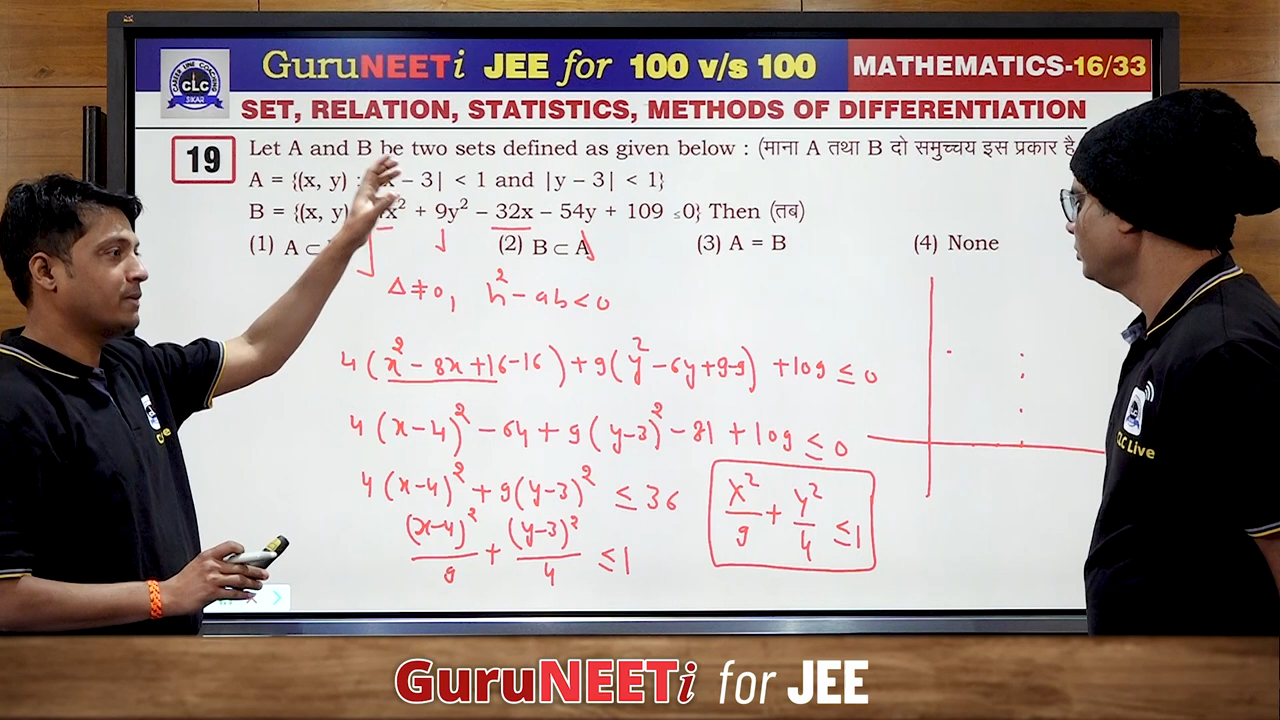 GuruNEETi JEE for 100 v/s 100 MATHEMATICS-16/33
CAREER LINE COACHING
CLC
SIKAR
SET, RELATION, STATISTICS, METHODS OF DIFFERENTIATION
19 Let A and B be two sets defined as given below : (माना A तथा B दो समुच्चय इस प्रकार है
A = {(x, y) : – 3| < 1 and |y – 3| < 1}
B = {(x, y) x² + 9y² – 32x – 54y + 109 ≤0} Then (तब)
(1) A ⊂ (2) B ⊂ A (3) A = B (4) None
Δ ≠ 0, h² - ab < 0
4(x² - 8x + 16 - 16) + 9(y² - 6y + 9 - 9) + 109 ≤ 0
4(x-4)² - 64 + 9(y-3)² - 81 + 109 ≤ 0
4(x-4)² + 9(y-3)² ≤ 36
(x-4)²/9 + (y-3)²/4 ≤ 1
X²/9 + Y²/4 ≤ 1
CLC Live
GuruNEETi for JEE